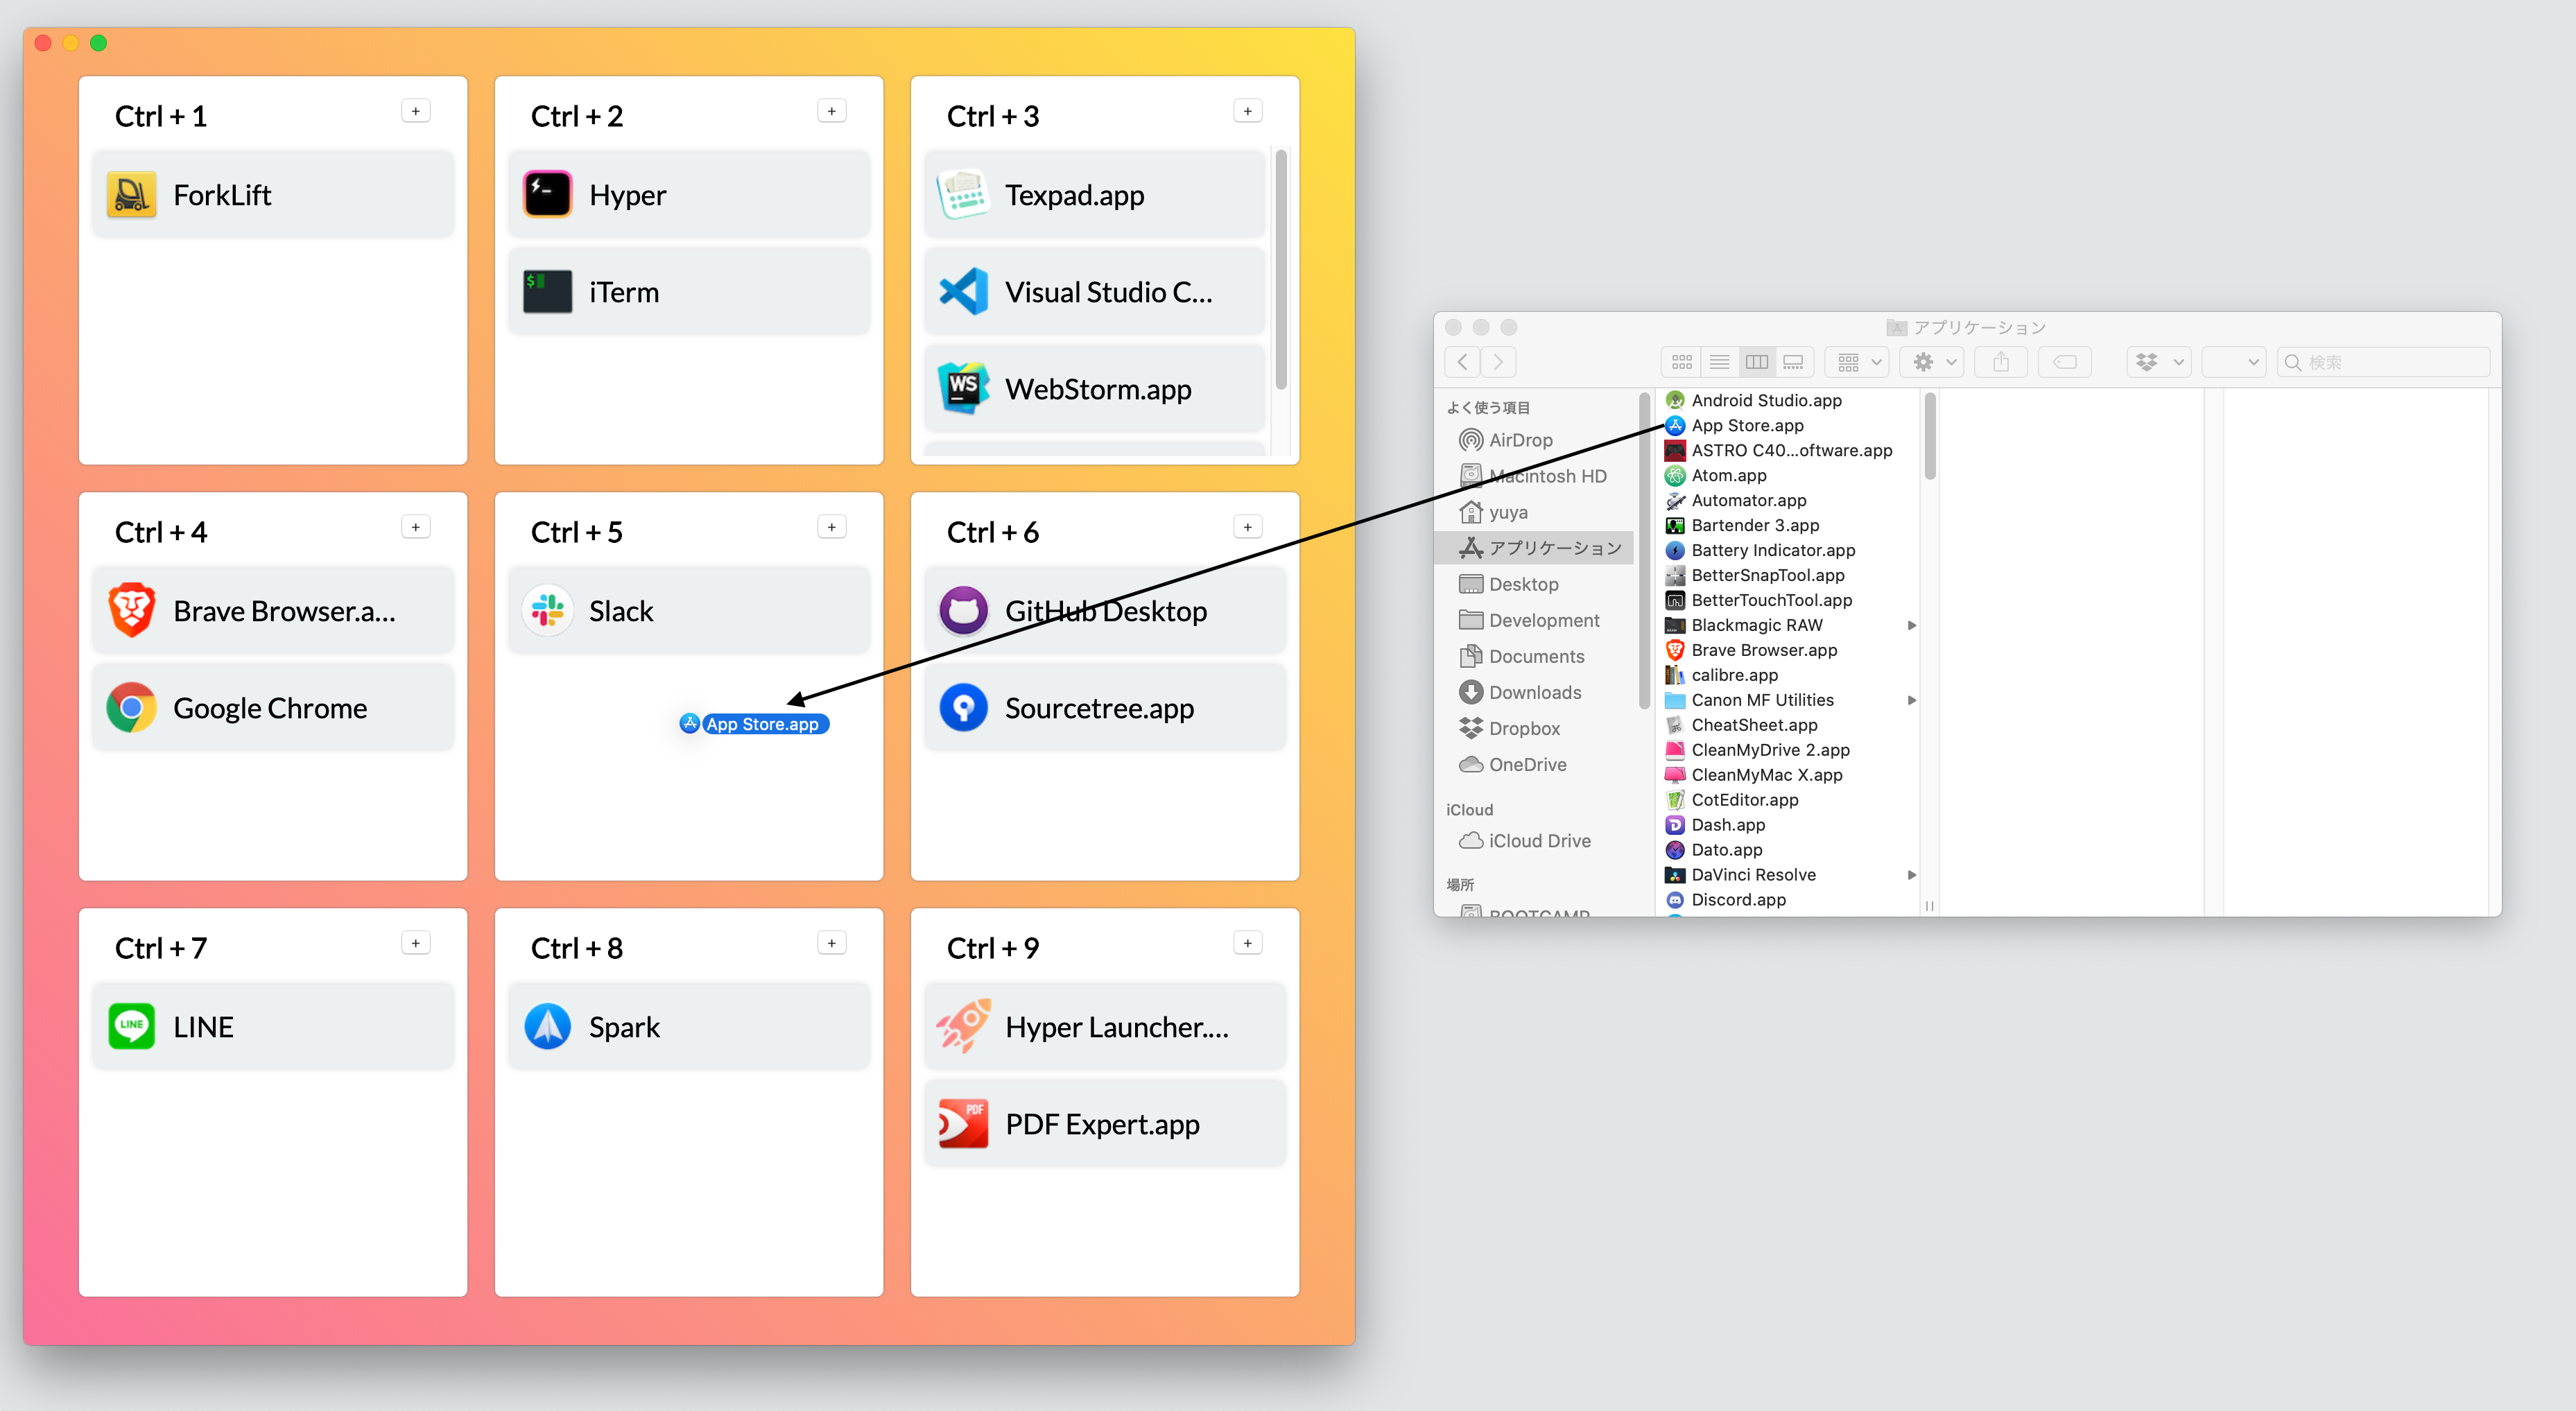 Ctrl + 1
+
ForkLift
Ctrl + 2
+
Hyper
iTerm
Ctrl + 3
+
Texpad.app
Visual Studio C...
WS
WebStorm.app
Ctrl + 4
+
Brave Browser.a...
Google Chrome
Ctrl + 5
+
Slack
App Store.app
Ctrl + 6
+
GitHub Desktop
Sourcetree.app
Ctrl + 7
+
LINE
LINE
Ctrl + 8
+
Spark
Ctrl + 9
+
Hyper Launcher....
PDF
PDF Expert.app
アプリケーション
検索
よく使う項目
AirDrop
Macintosh HD
yuya
アプリケーション
Desktop
Development
Documents
Downloads
Dropbox
OneDrive
iCloud
iCloud Drive
場所
BOOTCAMP
Android Studio.app
App Store.app
ASTRO C40...oftware.app
Atom.app
Automator.app
Bartender 3.app
Battery Indicator.app
BetterSnapTool.app
BetterTouchTool.app
Blackmagic RAW
Brave Browser.app
calibre.app
Canon MF Utilities
CheatSheet.app
CleanMyDrive 2.app
CleanMyMac X.app
CotEditor.app
Dash.app
Dato.app
DaVinci Resolve
Discord.app